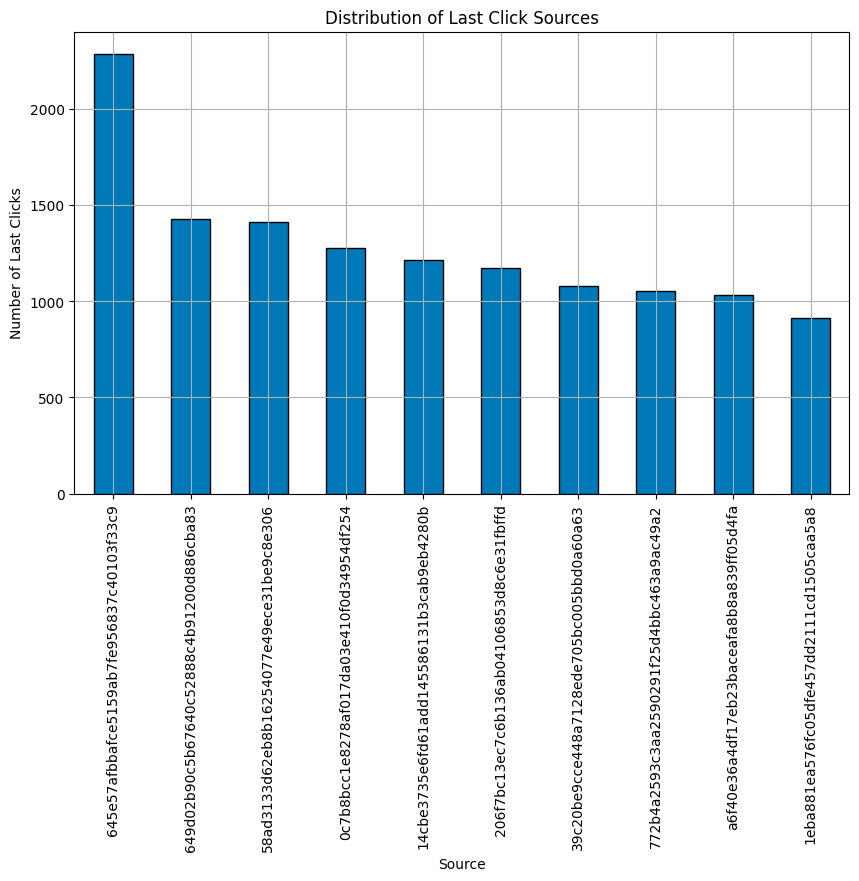 Distribution of Last Click Sources
Number of Last Clicks
2000
1500
1000
500
0
645e57afbbafce5159ab7fe956837c40103f33c9
649d02b90c5b67640c52888c4b91200d886cba83
58ad3133d62eb8b16254077e49ece31be9c8e306
0c7b8bcc1e8278af017da03e410f0d34954df254
14cbe3735e6fd61add145586131b3cab9eb4280b
206f7bc13ec7c6b136ab04106853d8c6e31fbffd
39c20be9cce448a7128ede705bc005bbd0a60a63
772b4a2593c3aa2590291f25d4bbc463a9ac49a2
a6f40e36a4df17eb23baceafa8b8a839ff05d4fa
1eba881ea576fc05dfe457dd2111cd1505caa5a8
Source